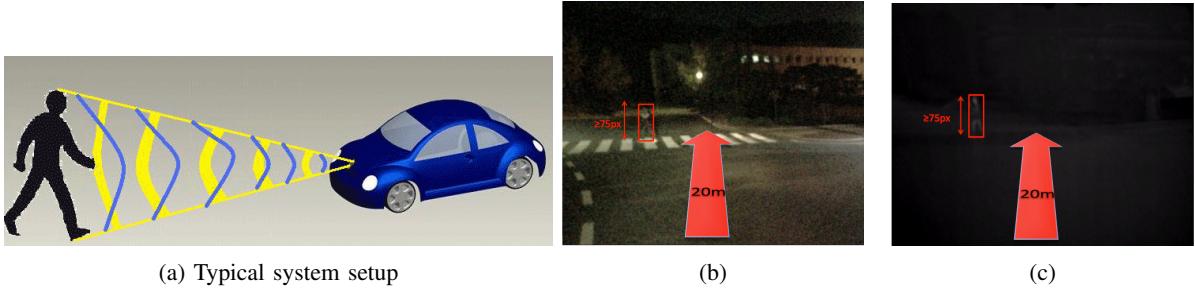 ≥75px
20m
≥75px
20m
(a) Typical system setup
(b)
(c)